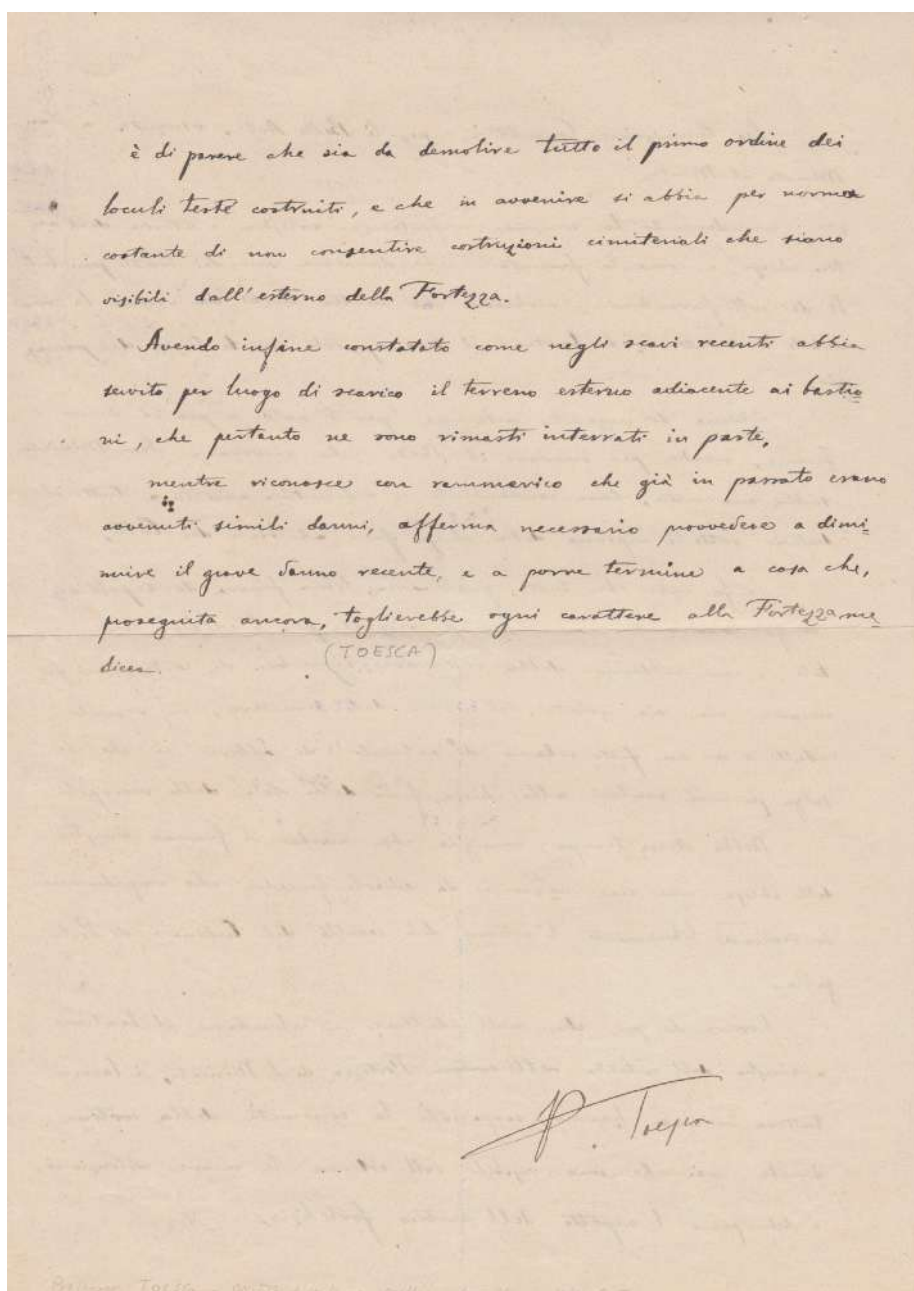 è di parere che sia da demolire tutto il primo ordine dei
loculi testé costruiti, e che in avvenire si abbia per norma
costante di non consentire costruzioni cimiteriali che siano
visibili dall'esterno della Fortezza.
Avendo infine constatato come negli scavi recenti abbia
servito per luogo di scarico il terreno esterno adiacente ai bastio
ni, che pertanto ne sono rimasti interrati in parte,
mentre riconosce con rammarico che già in passato erano
avvenuti simili danni, afferma necessario provvedere a dimi-
nuire il grave danno recente, e a porre termine a cosa che,
proseguita ancora, toglierebbe ogni carattere alla Fortezza me
dicea.
(TOESCA)
P. Toesca